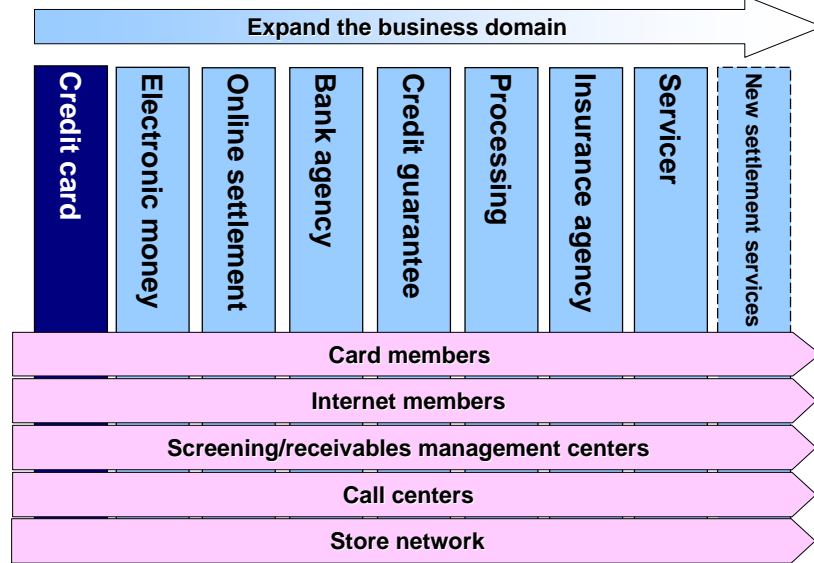 Expand the business domain
Credit card
Electronic money
Online settlement
Bank agency
Credit guarantee
Processing
Insurance agency
Servicer
New settlement services
Card members
Internet members
Screening/receivables management centers
Call centers
Store network